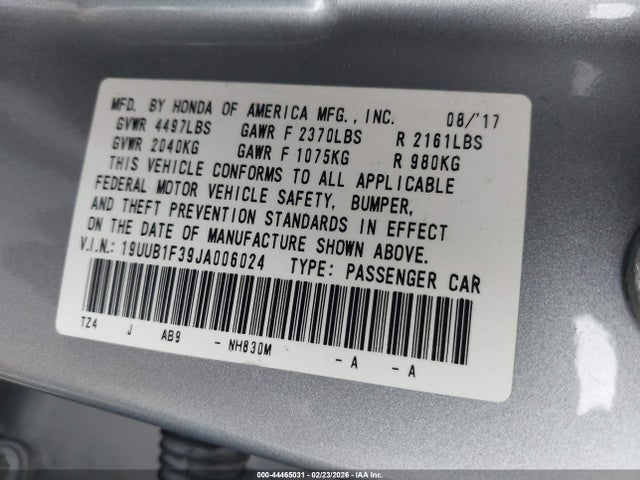 MFD. BY HONDA OF AMERICA MFG., INC. 08/'17
GVWR 4497LBS GAWR F 2370LBS R 2161LBS
GVWR 2040KG GAWR F 1075KG R 980KG
THIS VEHICLE CONFORMS TO ALL APPLICABLE
FEDERAL MOTOR VEHICLE SAFETY, BUMPER,
AND THEFT PREVENTION STANDARDS IN EFFECT
ON THE DATE OF MANUFACTURE SHOWN ABOVE.
V.I.N.: 19UUB1F39JA006024 TYPE: PASSENGER CAR
TZ4 J AB9 - NH830M - A - A
000-44465031 - 02/23/2026 - IAA Inc.